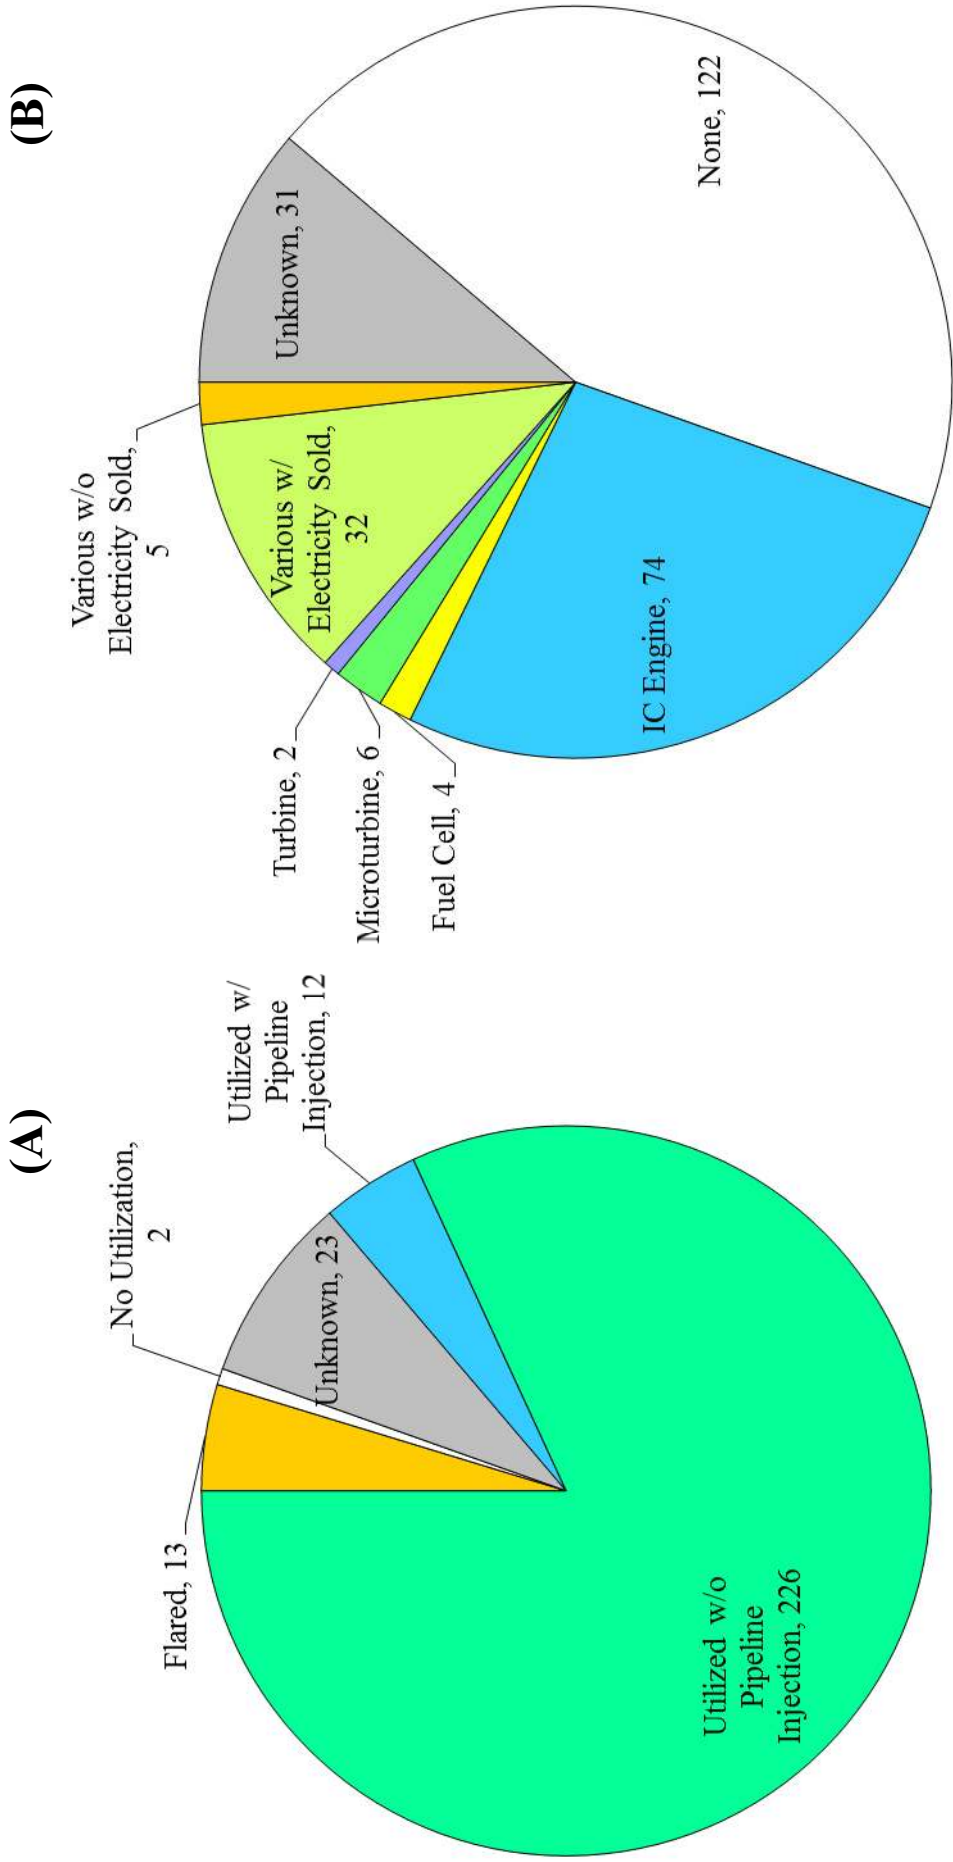 (A)
No Utilization,
2
Flared, 13
Unknown, 23
Utilized w/
Pipeline
Injection, 12
Utilized w/o
Pipeline
Injection, 226
(B)
Various w/o
Electricity Sold,
5
Unknown, 31
Various w/
Electricity Sold,
32
Turbine, 2
Microturbine, 6
Fuel Cell, 4
IC Engine, 74
None, 122